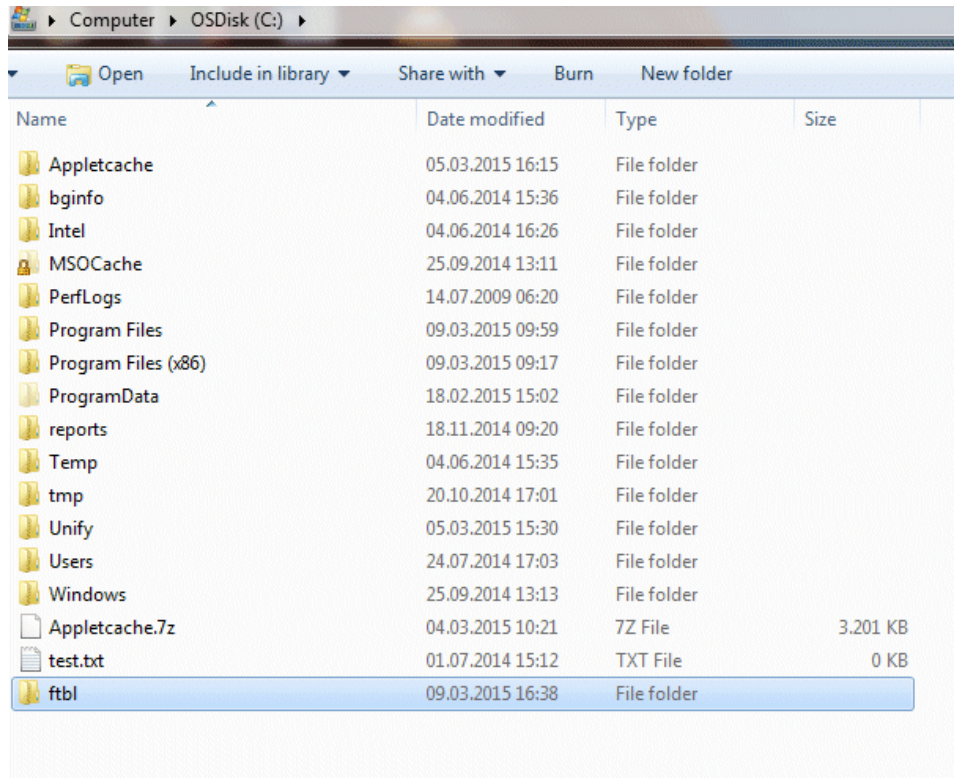 Computer OSDisk (C:)
Open Include in library Share with Burn New folder
Name Date modified Type Size
Appletcache 05.03.2015 16:15 File folder
bginfo 04.06.2014 15:36 File folder
Intel 04.06.2014 16:26 File folder
MSOCache 25.09.2014 13:11 File folder
PerfLogs 14.07.2009 06:20 File folder
Program Files 09.03.2015 09:59 File folder
Program Files (x86) 09.03.2015 09:17 File folder
ProgramData 18.02.2015 15:02 File folder
reports 18.11.2014 09:20 File folder
Temp 04.06.2014 15:35 File folder
tmp 20.10.2014 17:01 File folder
Unify 05.03.2015 15:30 File folder
Users 24.07.2014 17:03 File folder
Windows 25.09.2014 13:13 File folder
Appletcache.7z 04.03.2015 10:21 7Z File 3.201 KB
test.txt 01.07.2014 15:12 TXT File 0 KB
ftbl 09.03.2015 16:38 File folder